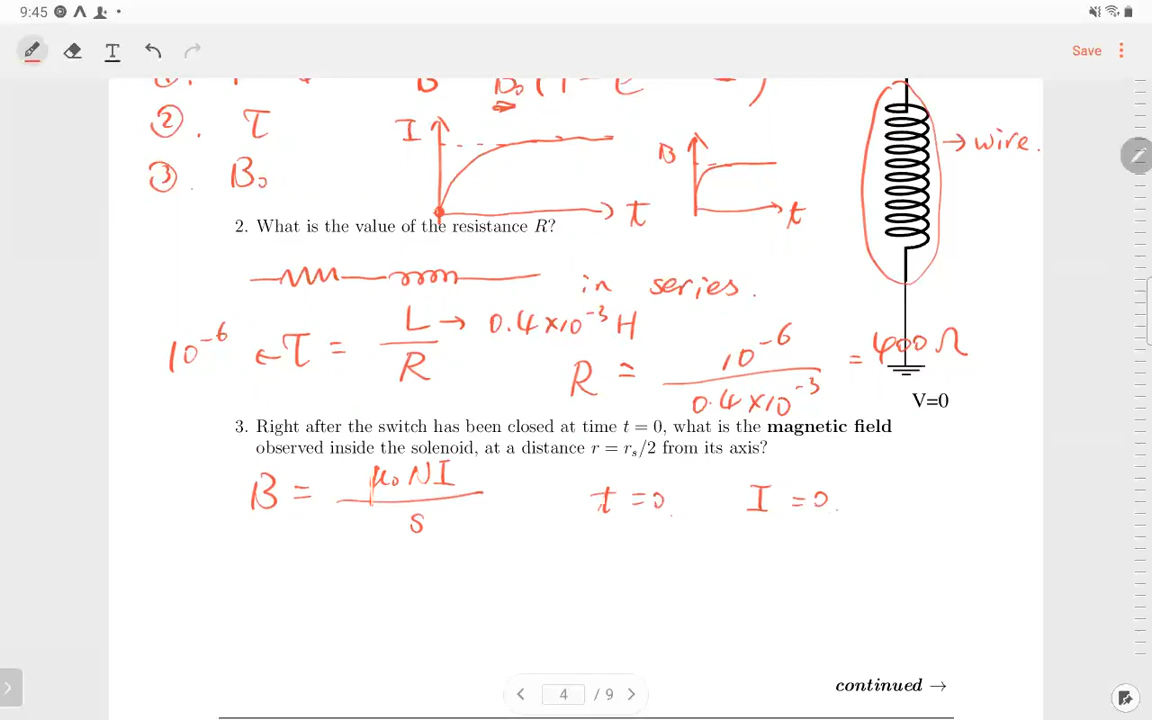 9:45
Save
B B₀(1 - e
②. τ
③. B₀
I
t
B
t
→ wire.
2. What is the value of the resistance R?
in series.
10⁻⁶ ← τ = L/R → 0.4×10⁻³ H
R = 10⁻⁶ / 0.4×10⁻³ = 400 Ω
V=0
3. Right after the switch has been closed at time t = 0, what is the magnetic field
observed inside the solenoid, at a distance r = rₛ/2 from its axis?
B = μ₀NI / s t = 0. I = 0.
4 / 9
continued →